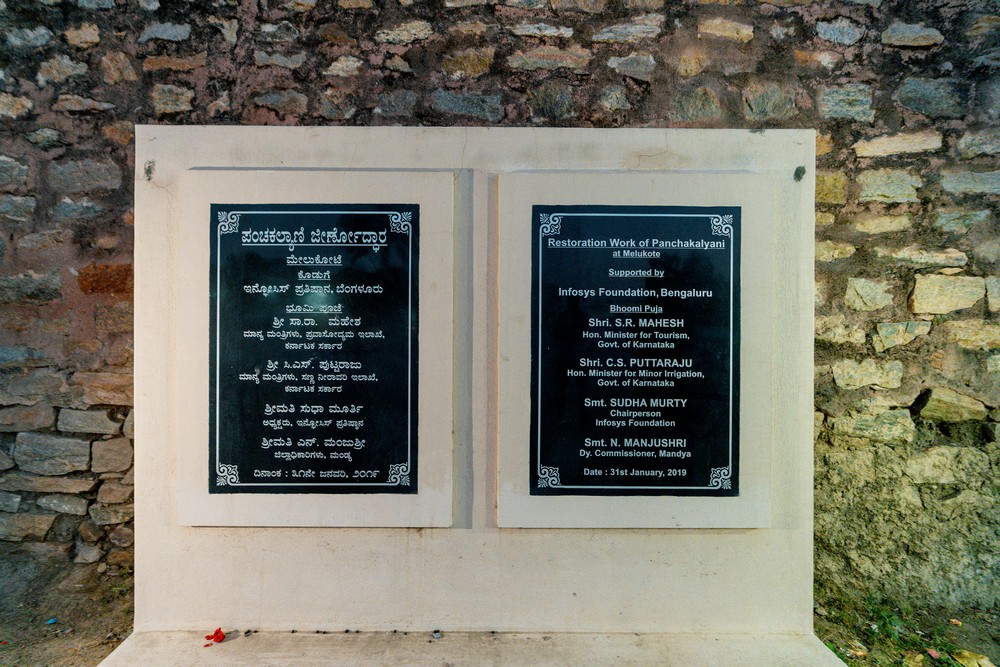 ಪಂಚಕಲ್ಯಾಣಿ ಜೀರ್ಣೋದ್ಧಾರ
ಮೇಲುಕೋಟೆ
ಕೊಡುಗೆ
ಇನ್ಫೋಸಿಸ್ ಪ್ರತಿಷ್ಠಾನ, ಬೆಂಗಳೂರು
ಭೂಮಿ ಪೂಜೆ
ಶ್ರೀ ಸಾ.ರಾ. ಮಹೇಶ
ಮಾನ್ಯ ಮಂತ್ರಿಗಳು, ಪ್ರವಾಸೋದ್ಯಮ ಇಲಾಖೆ,
ಕರ್ನಾಟಕ ಸರ್ಕಾರ
ಶ್ರೀ ಸಿ.ಎಸ್. ಪುಟ್ಟರಾಜು
ಮಾನ್ಯ ಮಂತ್ರಿಗಳು, ಸಣ್ಣ ನೀರಾವರಿ ಇಲಾಖೆ,
ಕರ್ನಾಟಕ ಸರ್ಕಾರ
ಶ್ರೀಮತಿ ಸುಧಾ ಮೂರ್ತಿ
ಅಧ್ಯಕ್ಷರು, ಇನ್ಫೋಸಿಸ್ ಪ್ರತಿಷ್ಠಾನ
ಶ್ರೀಮತಿ ಎನ್. ಮಂಜುಶ್ರೀ
ಜಿಲ್ಲಾಧಿಕಾರಿಗಳು, ಮಂಡ್ಯ
ದಿನಾಂಕ : ೩೧ನೇ ಜನವರಿ, ೨೦೧೯
Restoration Work of Panchakalyani
at Melukote
Supported by
Infosys Foundation, Bengaluru
Bhoomi Puja
Shri. S.R. MAHESH
Hon. Minister for Tourism,
Govt. of Karnataka
Shri. C.S. PUTTARAJU
Hon. Minister for Minor Irrigation,
Govt. of Karnataka
Smt. SUDHA MURTY
Chairperson
Infosys Foundation
Smt. N. MANJUSHRI
Dy. Commissioner, Mandya
Date : 31st January, 2019